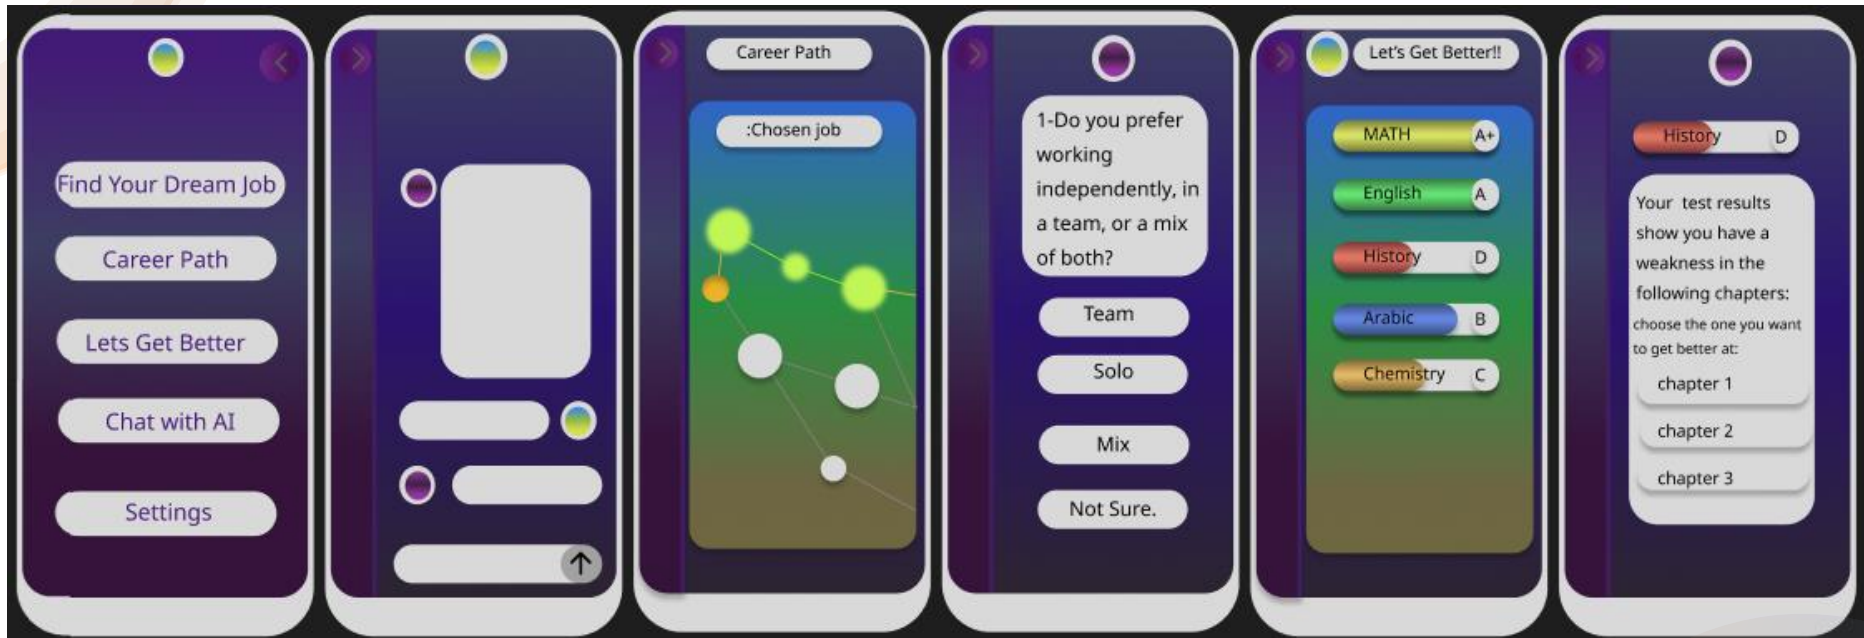 Find Your Dream Job
Career Path
Lets Get Better
Chat with AI
Settings
Career Path
:Chosen job
1-Do you prefer
working
independently, in
a team, or a mix
of both?
Team
Solo
Mix
Not Sure.
Let's Get Better!!
MATH A+
English A
History D
Arabic B
Chemistry C
History D
Your test results
show you have a
weakness in the
following chapters:
choose the one you want
to get better at:
chapter 1
chapter 2
chapter 3